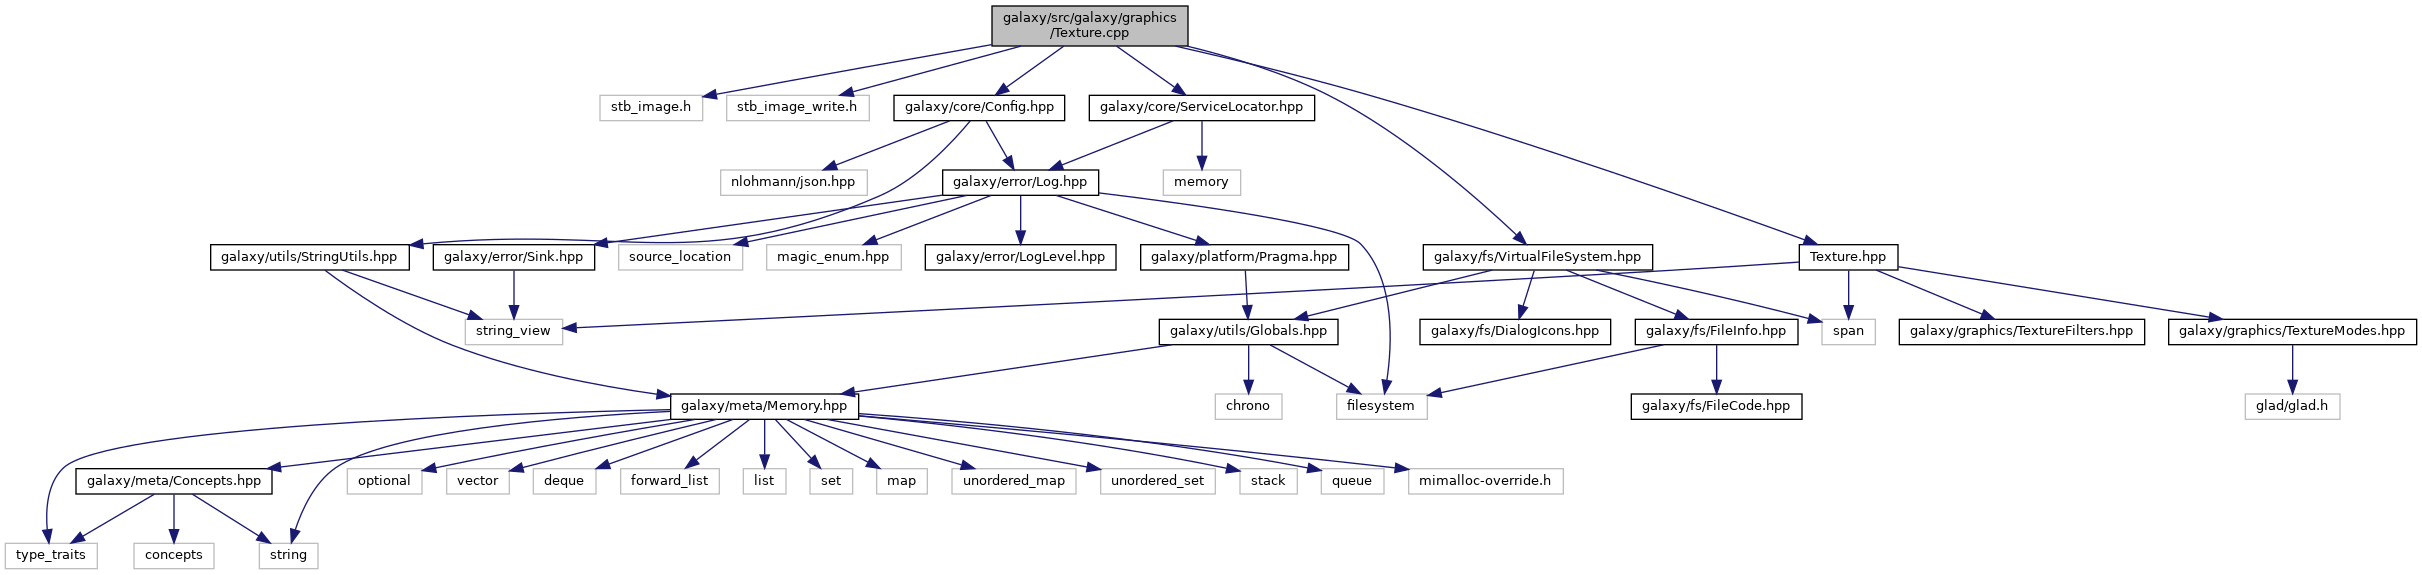 galaxy/src/galaxy/graphics
/Texture.cpp
stb_image.h
stb_image_write.h
galaxy/core/Config.hpp
galaxy/core/ServiceLocator.hpp
nlohmann/json.hpp
galaxy/error/Log.hpp
memory
galaxy/utils/StringUtils.hpp
galaxy/error/Sink.hpp
source_location
magic_enum.hpp
galaxy/error/LogLevel.hpp
galaxy/platform/Pragma.hpp
galaxy/fs/VirtualFileSystem.hpp
Texture.hpp
string_view
galaxy/utils/Globals.hpp
galaxy/fs/DialogIcons.hpp
galaxy/fs/FileInfo.hpp
span
galaxy/graphics/TextureFilters.hpp
galaxy/graphics/TextureModes.hpp
galaxy/meta/Memory.hpp
chrono
filesystem
galaxy/fs/FileCode.hpp
glad/glad.h
galaxy/meta/Concepts.hpp
optional
vector
deque
forward_list
list
set
map
unordered_map
unordered_set
stack
queue
mimalloc-override.h
type_traits
concepts
string